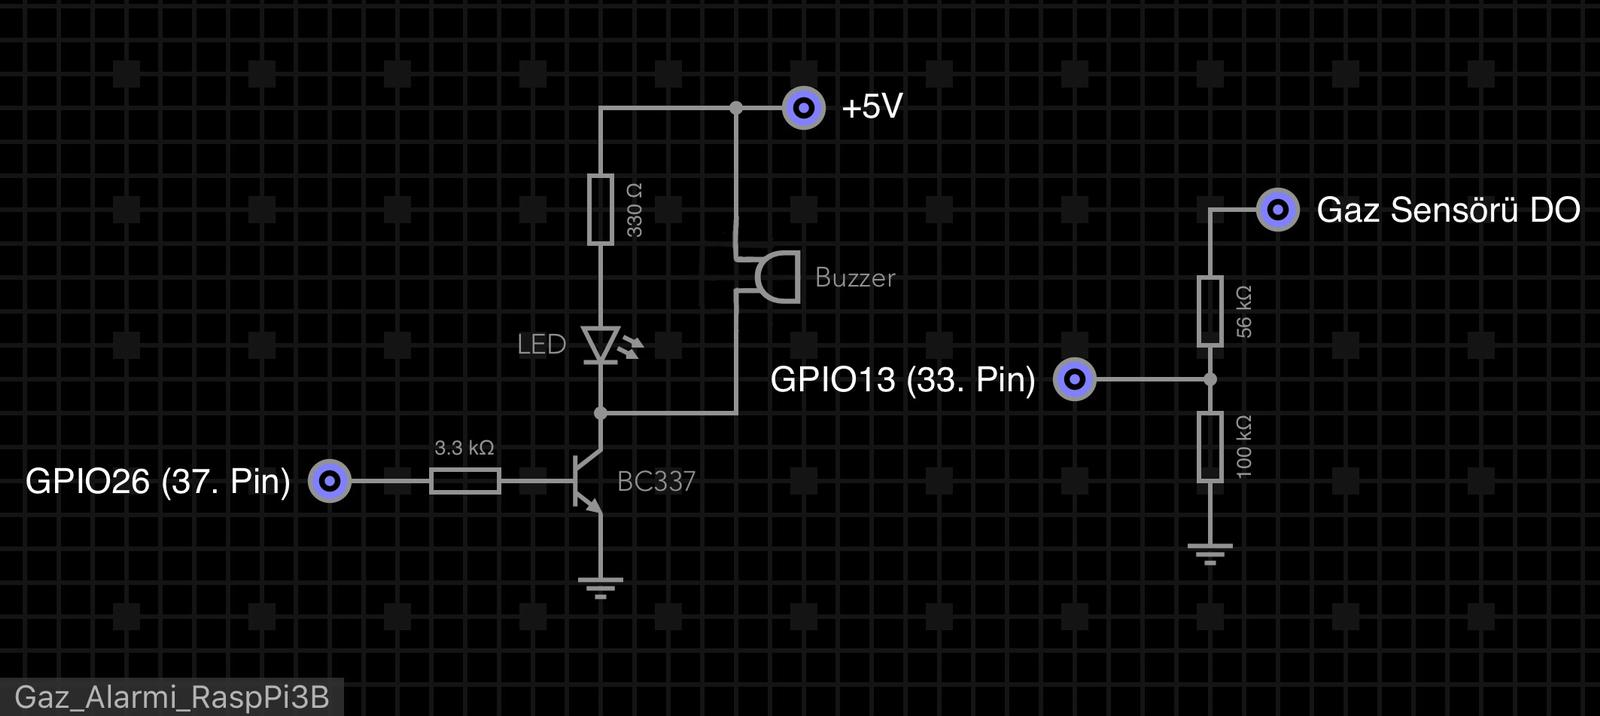 +5V
330 Ω
Gaz Sensörü DO
Buzzer
56 kΩ
LED
GPIO13 (33. Pin)
3.3 kΩ
100 kΩ
GPIO26 (37. Pin)
BC337
Gaz_Alarmi_RaspPi3B